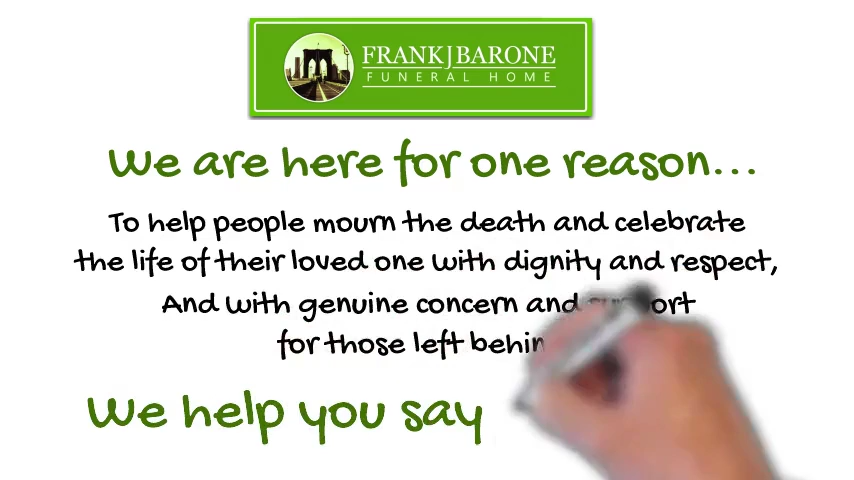 FRANK J BARONE
FUNERAL HOME
We are here for one reason...
To help people mourn the death and celebrate
the life of their loved one with dignity and respect,
And with genuine concern and support
for those left behin
We help you say